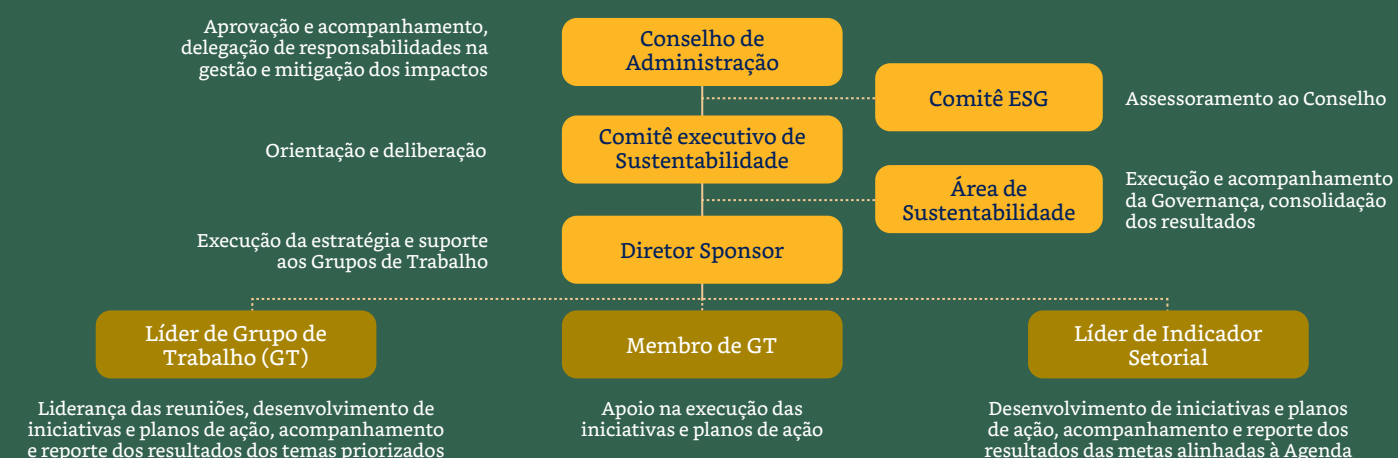 Aprovação e acompanhamento,
delegação de responsabilidades na
gestão e mitigação dos impactos
Conselho de
Administração
Comitê ESG
Assessoramento ao Conselho
Orientação e deliberação
Comitê executivo de
Sustentabilidade
Área de
Sustentabilidade
Execução e acompanhamento
da Governança, consolidação
dos resultados
Execução da estratégia e suporte
aos Grupos de Trabalho
Diretor Sponsor
Líder de Grupo de
Trabalho (GT)
Liderança das reuniões, desenvolvimento de
iniciativas e planos de ação, acompanhamento
e reporte dos resultados dos temas priorizados
Membro de GT
Apoio na execução das
iniciativas e planos de ação
Líder de Indicador
Setorial
Desenvolvimento de iniciativas e planos
de ação, acompanhamento e reporte dos
resultados das metas alinhadas à Agenda